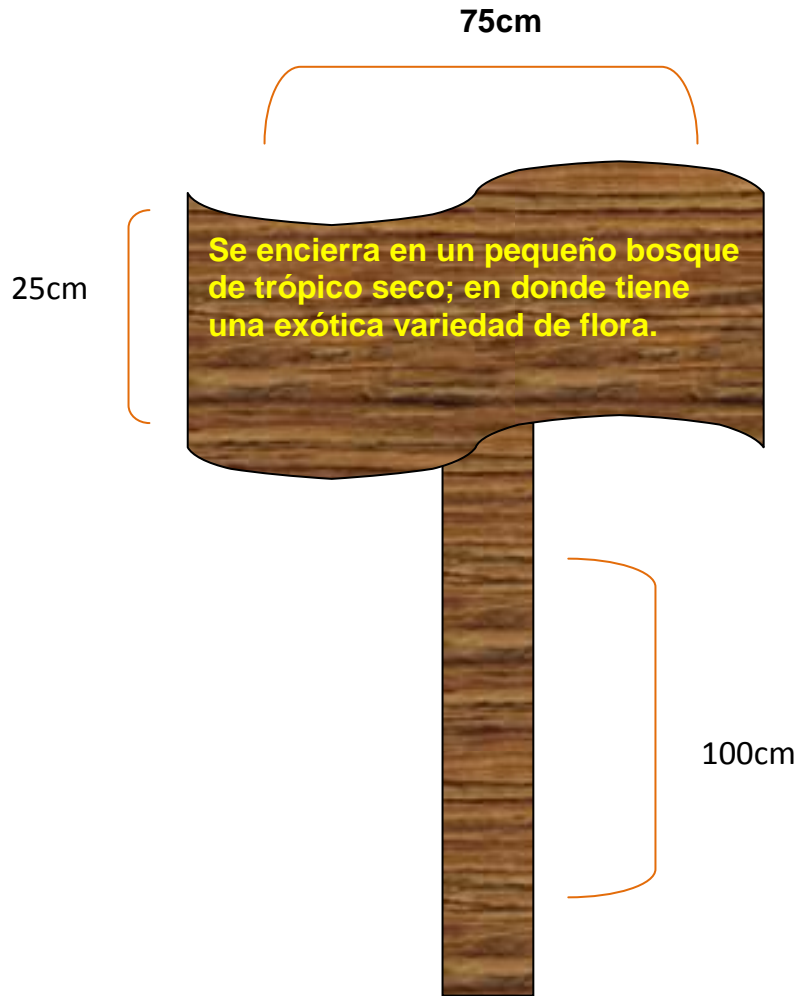 75cm
25cm
Se encierra en un pequeño bosque
de trópico seco; en donde tiene
una exótica variedad de flora.
100cm